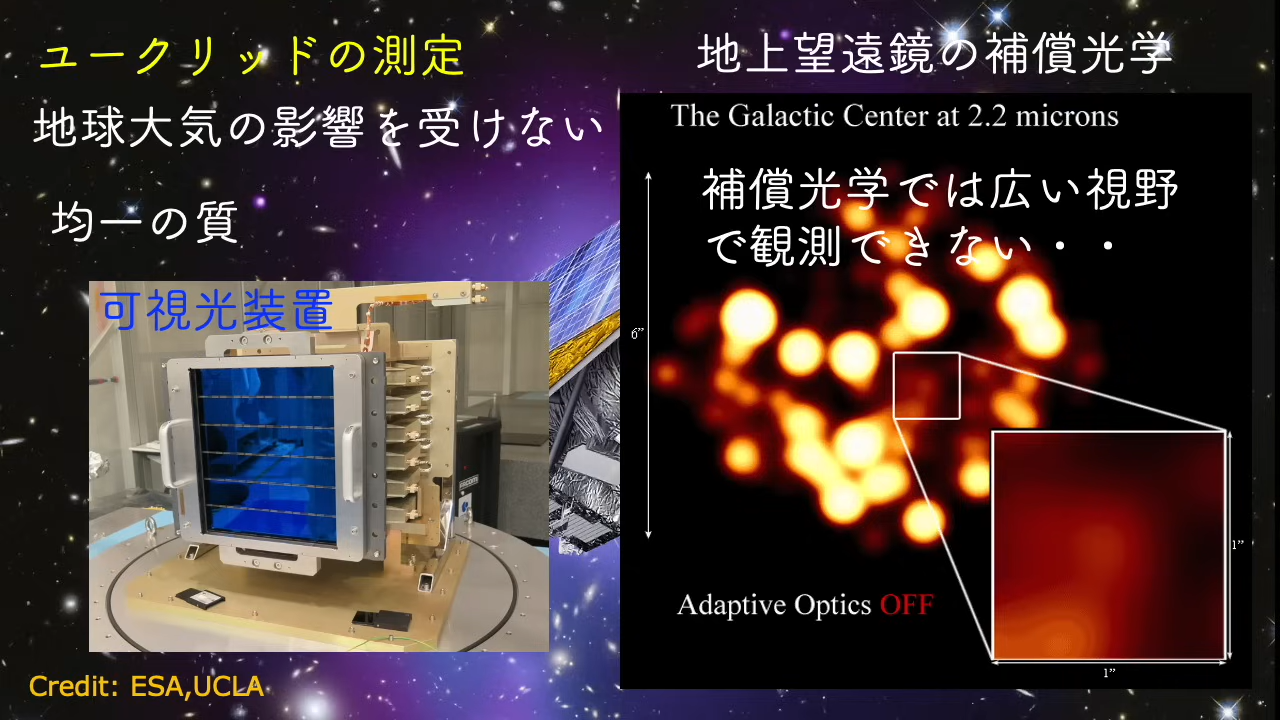 ユークリッドの測定
地球大気の影響を受けない
均一の質
可視光装置
Credit: ESA,UCLA
地上望遠鏡の補償光学
The Galactic Center at 2.2 microns
補償光学では広い視野
で観測できない・・
6”
Adaptive Optics OFF
1”
1”